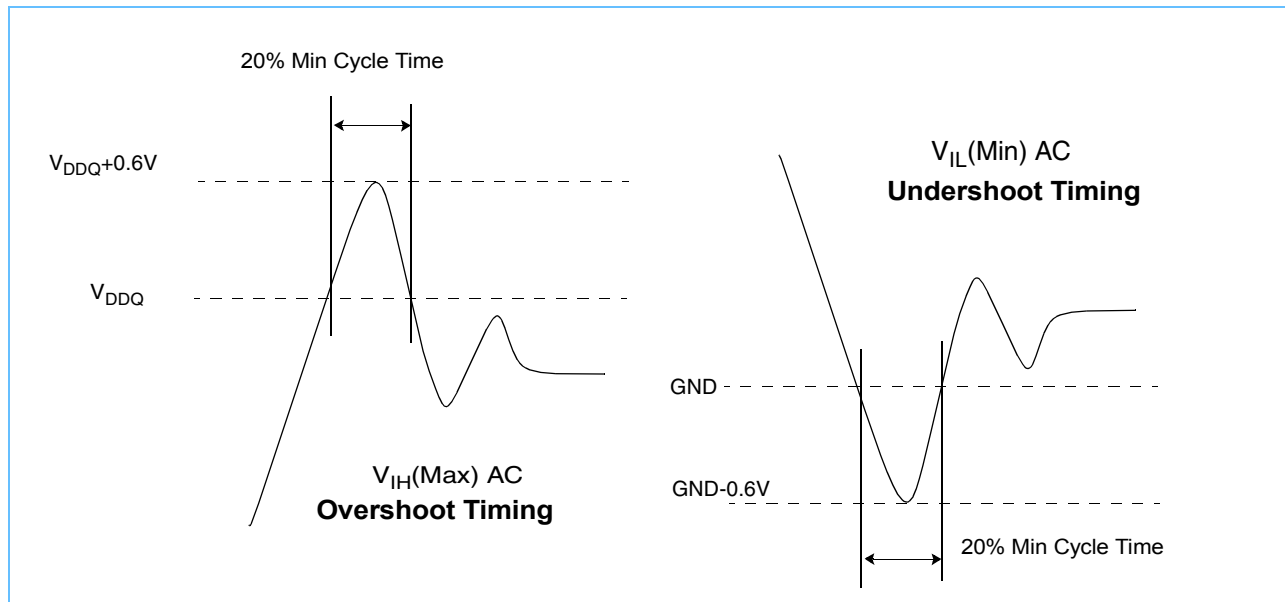 20% Min Cycle Time
VDDQ+0.6V
VDDQ
VIH(Max) AC
Overshoot Timing
VIL(Min) AC
Undershoot Timing
GND
GND-0.6V
20% Min Cycle Time